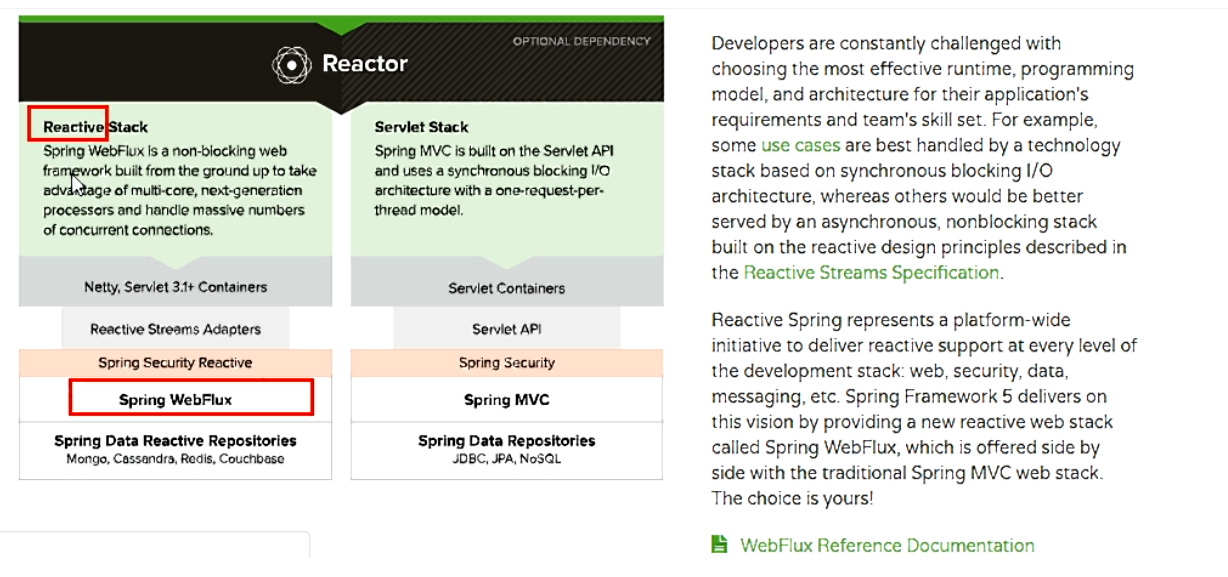 OPTIONAL DEPENDENCY
Reactor
Reactive Stack
Spring WebFlux is a non-blocking web
framework built from the ground up to take
advantage of multi-core, next-generation
processors and handle massive numbers
of concurrent connections.
Netty, Servlet 3.1+ Containers
Reactive Streams Adapters
Spring Security Reactive
Spring WebFlux
Spring Data Reactive Repositories
Mongo, Cassandra, Redis, Couchbase
Servlet Stack
Spring MVC is built on the Servlet API
and uses a synchronous blocking I/O
architecture with a one-request-per-
thread model.
Servlet Containers
Servlet API
Spring Security
Spring MVC
Spring Data Repositories
JDBC, JPA, NoSQL
Developers are constantly challenged with
choosing the most effective runtime, programming
model, and architecture for their application's
requirements and team's skill set. For example,
some use cases are best handled by a technology
stack based on synchronous blocking I/O
architecture, whereas others would be better
served by an asynchronous, nonblocking stack
built on the reactive design principles described in
the Reactive Streams Specification.
Reactive Spring represents a platform-wide
initiative to deliver reactive support at every level of
the development stack: web, security, data,
messaging, etc. Spring Framework 5 delivers on
this vision by providing a new reactive web stack
called Spring WebFlux, which is offered side by
side with the traditional Spring MVC web stack.
The choice is yours!
WebFlux Reference Documentation